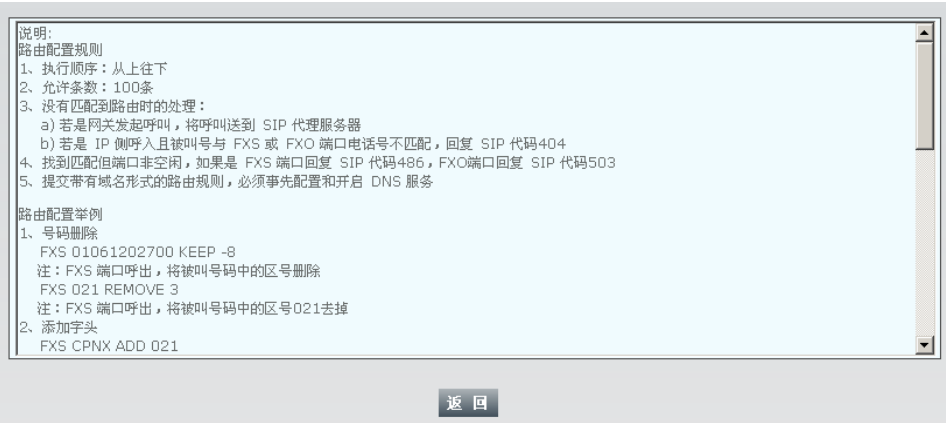 说明:
路由配置规则
1、执行顺序：从上往下
2、允许条数：100条
3、没有匹配到路由时的处理：
a) 若是网关发起呼叫，将呼叫送到 SIP 代理服务器
b) 若是 IP 侧呼入且被叫号与 FXS 或 FXO 端口电话号不匹配，回复 SIP 代码404
4、找到匹配但端口非空闲，如果是 FXS 端口回复 SIP 代码486，FXO端口回复 SIP 代码503
5、提交带有域名形式的路由规则，必须事先配置和开启 DNS 服务
路由配置举例
1、号码删除
FXS 01061202700 KEEP -8
注：FXS 端口呼出，将被叫号码中的区号删除
FXS 021 REMOVE 3
注：FXS 端口呼出，将被叫号码中的区号021去掉
2、添加字头
FXS CPNX ADD 021
返 回